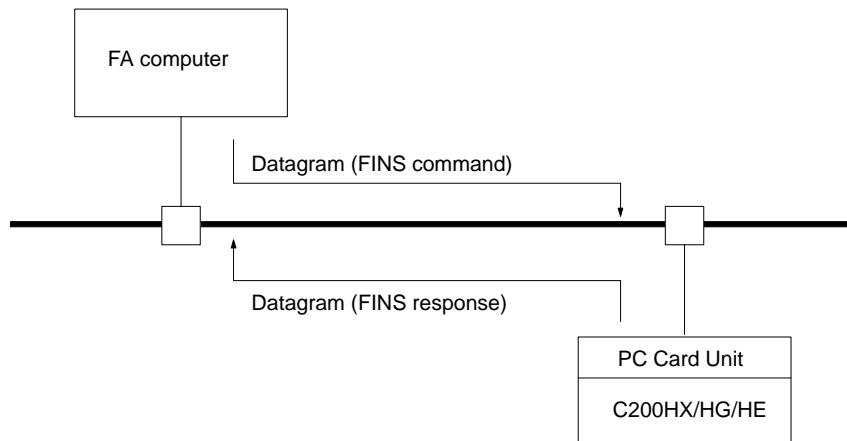 FA computer
Datagram (FINS command)
Datagram (FINS response)
PC Card Unit
C200HX/HG/HE